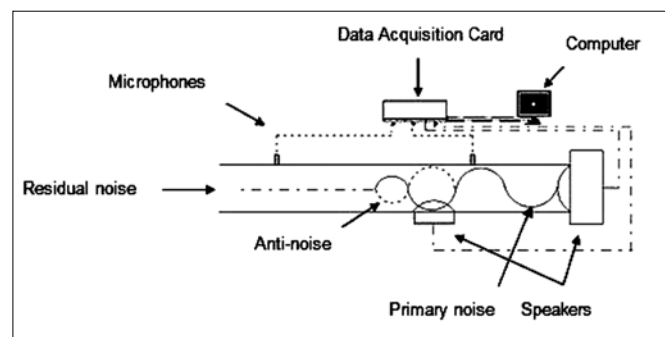 Data Acquisition Card
Computer
Microphones
Residual noise
Anti-noise
Primary noise
Speakers